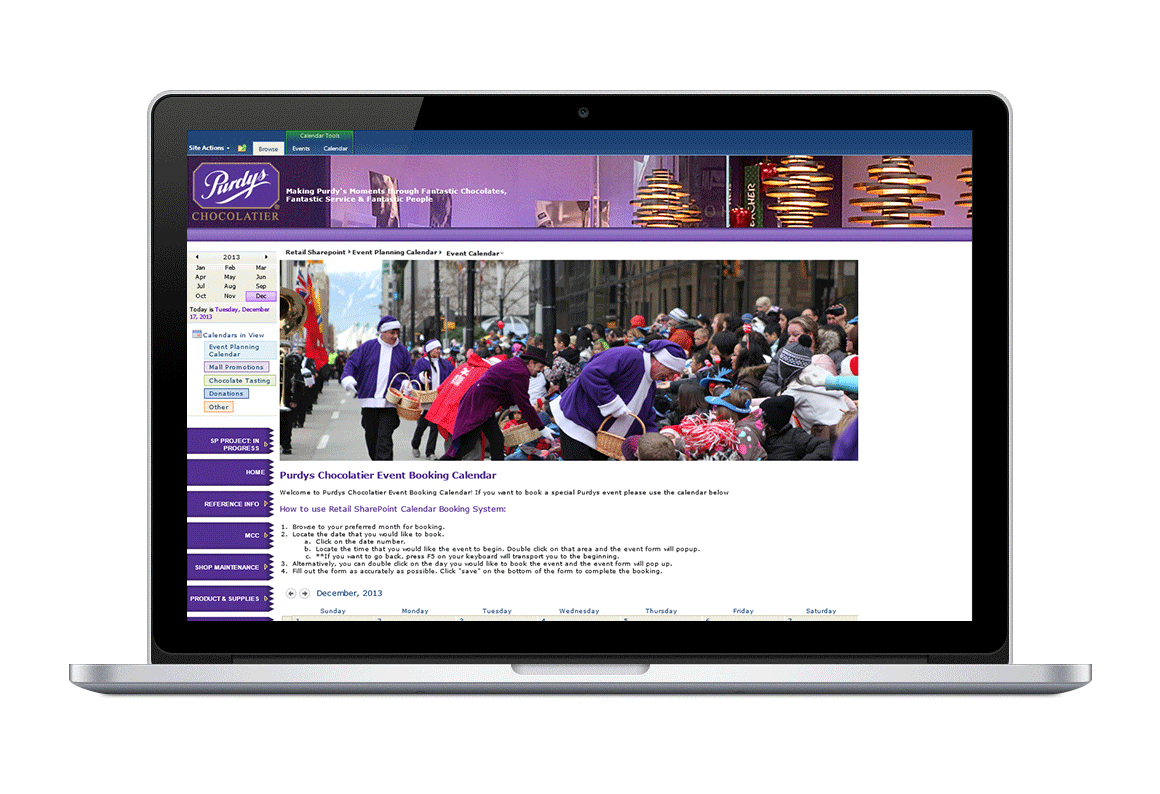 Calendar Tools
Site Actions
Browse
Events
Calendar
Purdys
CHOCOLATIER
Making Purdy's Moments through Fantastic Chocolates,
Fantastic Service & Fantastic People
Retail Sharepoint
Event Planning Calendar
Event Calendar
2013
Jan Feb Mar
Apr May Jun
Jul Aug Sep
Oct Nov Dec
Today is Tuesday, December
17, 2013
Calendars in View
Event Planning
Calendar
Mall Promotions
Chocolate Tasting
Donations
Other
SP PROJECT: IN
PROGRESS
HOME
REFERENCE INFO
MCC
SHOP MAINTENANCE
PRODUCT & SUPPLIES
Purdys Chocolatier Event Booking Calendar
Welcome to Purdys Chocolatier Event Booking Calendar! If you want to book a special Purdys event please use the calendar below
How to use Retail SharePoint Calendar Booking System:
1. Browse to your preferred month for booking.
2. Locate the date that you would like to book.
a. Click on the date number.
b. Locate the time that you would like the event to begin. Double click on that area and the event form will popup.
c. **If you want to go back, press F5 on your keyboard will transport you to the beginning.
3. Alternatively, you can double click on the day you would like to book the event and the event form will pop up.
4. Fill out the form as accurately as possible. Click "save" on the bottom of the form to complete the booking.
December, 2013
Sunday Monday Tuesday Wednesday Thursday Friday Saturday